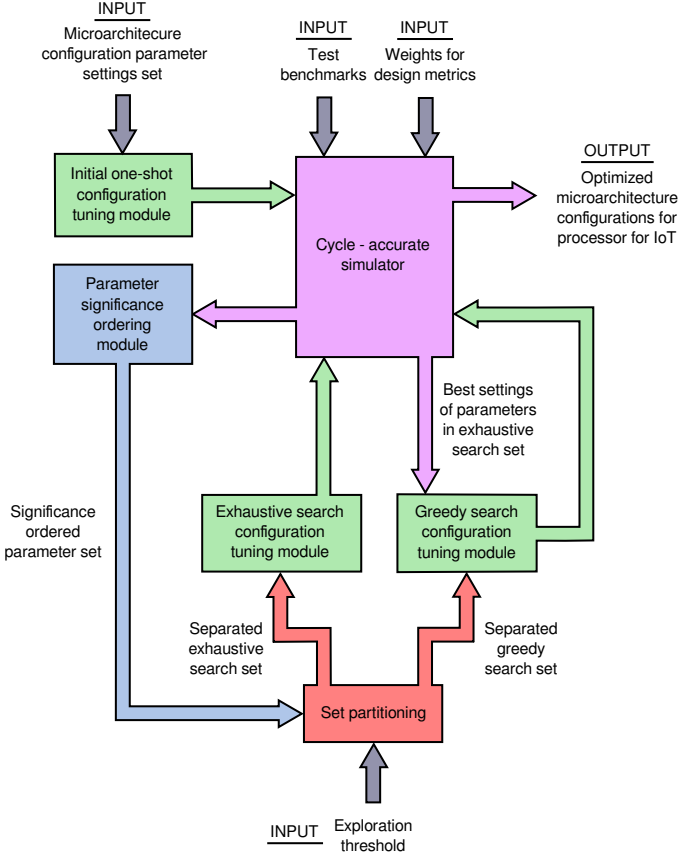 INPUT
Microarchitecure
configuration parameter
settings set
INPUT
Test
benchmarks
INPUT
Weights for
design metrics
OUTPUT
Optimized
microarchitecture
configurations for
processor for IoT
Initial one-shot
configuration
tuning module
Cycle - accurate
simulator
Parameter
significance
ordering
module
Best settings
of parameters
in exhaustive
search set
Significance
ordered
parameter set
Exhaustive search
configuration
tuning module
Greedy search
configuration
tuning module
Separated
exhaustive
search set
Separated
greedy
search set
Set partitioning
INPUT
Exploration
threshold